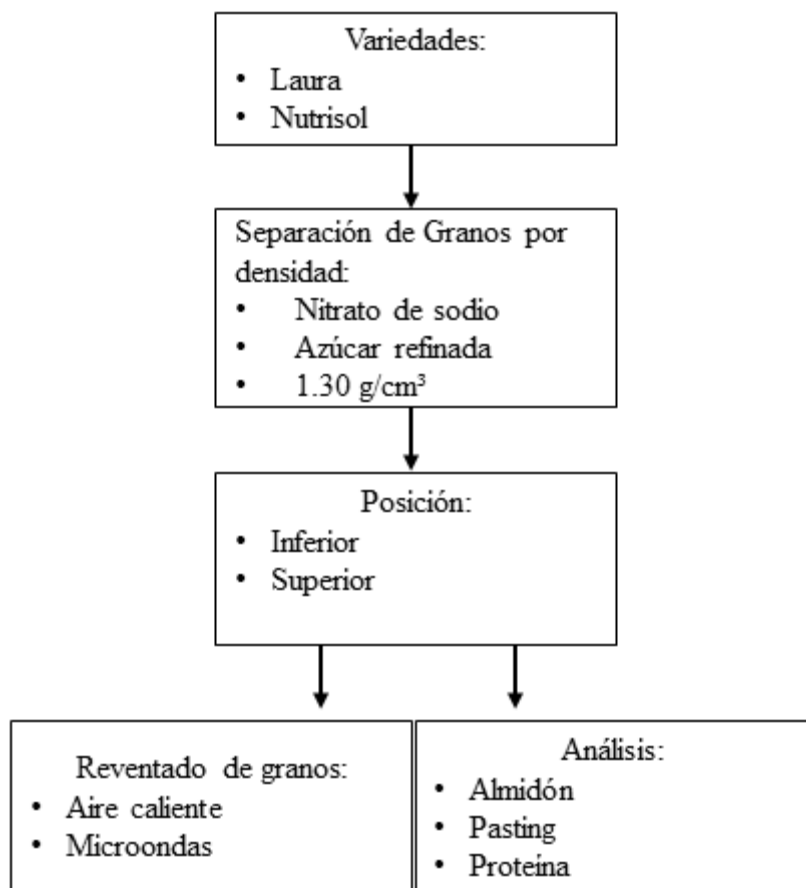 Variedades:
• Laura
• Nutrisol
Separación de Granos por
densidad:
• Nitrato de sodio
• Azúcar refinada
• 1.30 g/cm³
Posición:
• Inferior
• Superior
Reventado de granos:
• Aire caliente
• Microondas
Análisis:
• Almidón
• Pasting
• Proteína